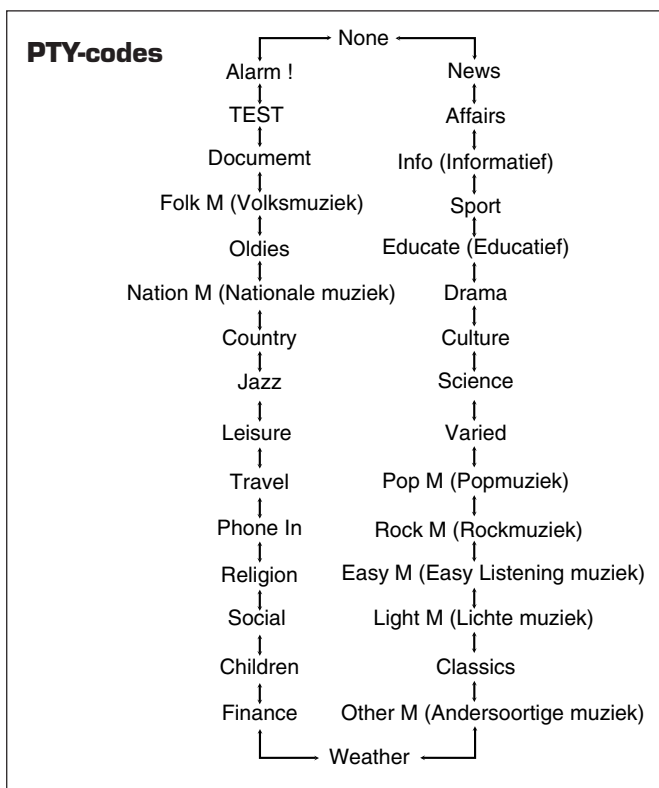 PTY-codes
None
Alarm !
TEST
Documemt
Folk M (Volksmuziek)
Oldies
Nation M (Nationale muziek)
Country
Jazz
Leisure
Travel
Phone In
Religion
Social
Children
Finance
News
Affairs
Info (Informatief)
Sport
Educate (Educatief)
Drama
Culture
Science
Varied
Pop M (Popmuziek)
Rock M (Rockmuziek)
Easy M (Easy Listening muziek)
Light M (Lichte muziek)
Classics
Other M (Andersoortige muziek)
Weather